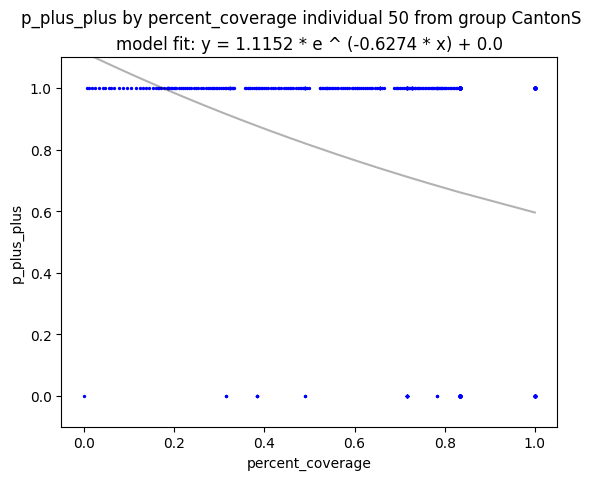 p_plus_plus by percent_coverage individual 50 from group CantonS
model fit: y = 1.1152 * e ^ (-0.6274 * x) + 0.0
1.0
0.8
0.6
0.4
0.2
0.0
p_plus_plus
0.0 0.2 0.4 0.6 0.8 1.0
percent_coverage